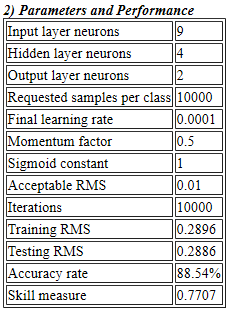 2) Parameters and Performance
Input layer neurons 9
Hidden layer neurons 4
Output layer neurons 2
Requested samples per class 10000
Final learning rate 0.0001
Momentum factor 0.5
Sigmoid constant 1
Acceptable RMS 0.01
Iterations 10000
Training RMS 0.2896
Testing RMS 0.2886
Accuracy rate 88.54%
Skill measure 0.7707